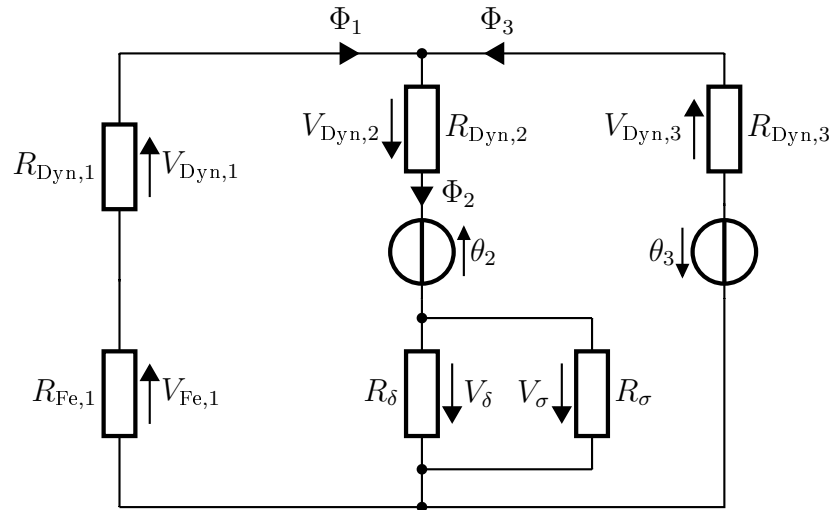 Φ₁ Φ₃
V_Dyn,2 R_Dyn,2 V_Dyn,3 R_Dyn,3
R_Dyn,1 V_Dyn,1
Φ₂
θ₂ θ₃
R_Fe,1 V_Fe,1 R_δ V_δ V_σ R_σ